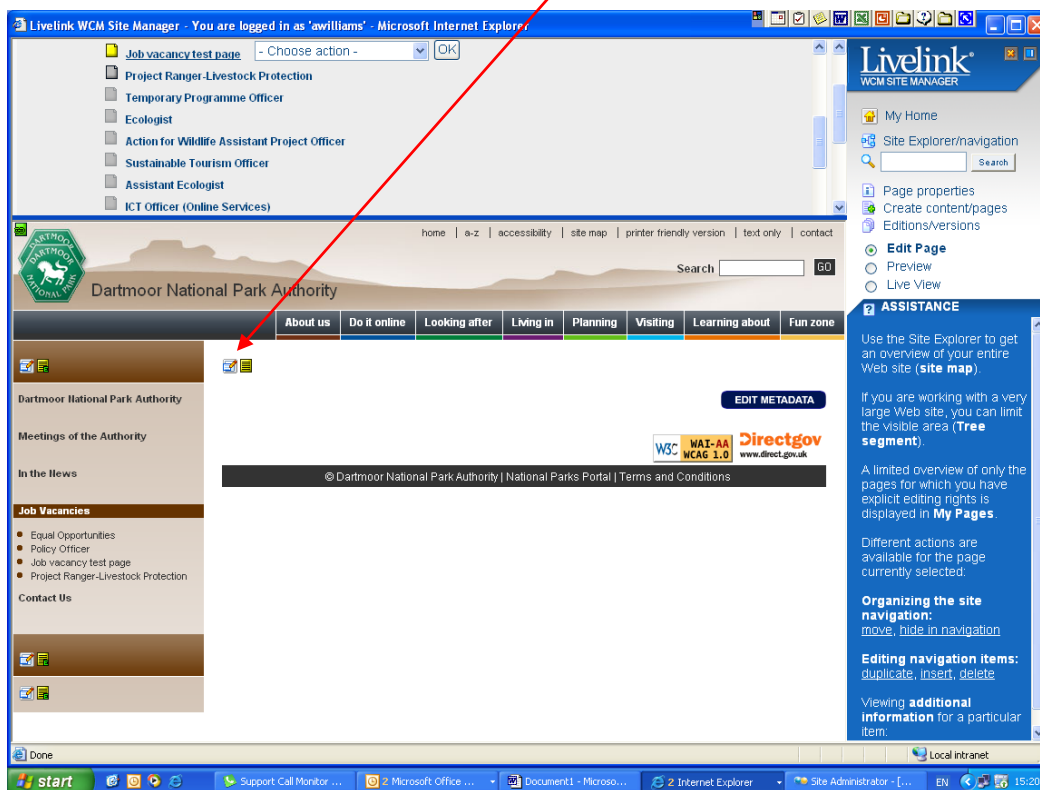 Livelink WCM Site Manager - You are logged in as 'awilliams' - Microsoft Internet Explorer
Job vacancy test page - Choose action - OK
Project Ranger-Livestock Protection
Temporary Programme Officer
Ecologist
Action for Wildlife Assistant Project Officer
Sustainable Tourism Officer
Assistant Ecologist
ICT Officer (Online Services)
home | a-z | accessibility | site map | printer friendly version | text only | contact
Search GO
DARTMOOR
DARTMOOR
NATIONAL PARK
Dartmoor National Park Authority
About us Do it online Looking after Living in Planning Visiting Learning about Fun zone
Dartmoor National Park Authority
Meetings of the Authority
In the News
Job Vacancies
Equal Opportunities
Policy Officer
Job vacancy test page
Project Ranger-Livestock Protection
Contact Us
EDIT METADATA
W3C WAI-AA
WCAG 1.0
Directgov
www.direct.gov.uk
© Dartmoor National Park Authority | National Parks Portal | Terms and Conditions
Livelink
WCM SITE MANAGER
My Home
Site Explorer/navigation
Search
Page properties
Create content/pages
Editions/versions
Edit Page
Preview
Live View
? ASSISTANCE
Use the Site Explorer to get
an overview of your entire
Web site (site map).
If you are working with a very
large Web site, you can limit
the visible area (Tree
segment).
A limited overview of only the
pages for which you have
explicit editing rights is
displayed in My Pages.
Different actions are
available for the page
currently selected:
Organizing the site
navigation:
move, hide in navigation
Editing navigation items:
duplicate, insert, delete
Viewing additional
information for a particular
item:
Done Local intranet
start Support Call Monitor ... 2 Microsoft Office ... Document1 - Microso... 2 Internet Explorer Site Administrator - [... EN 15:20